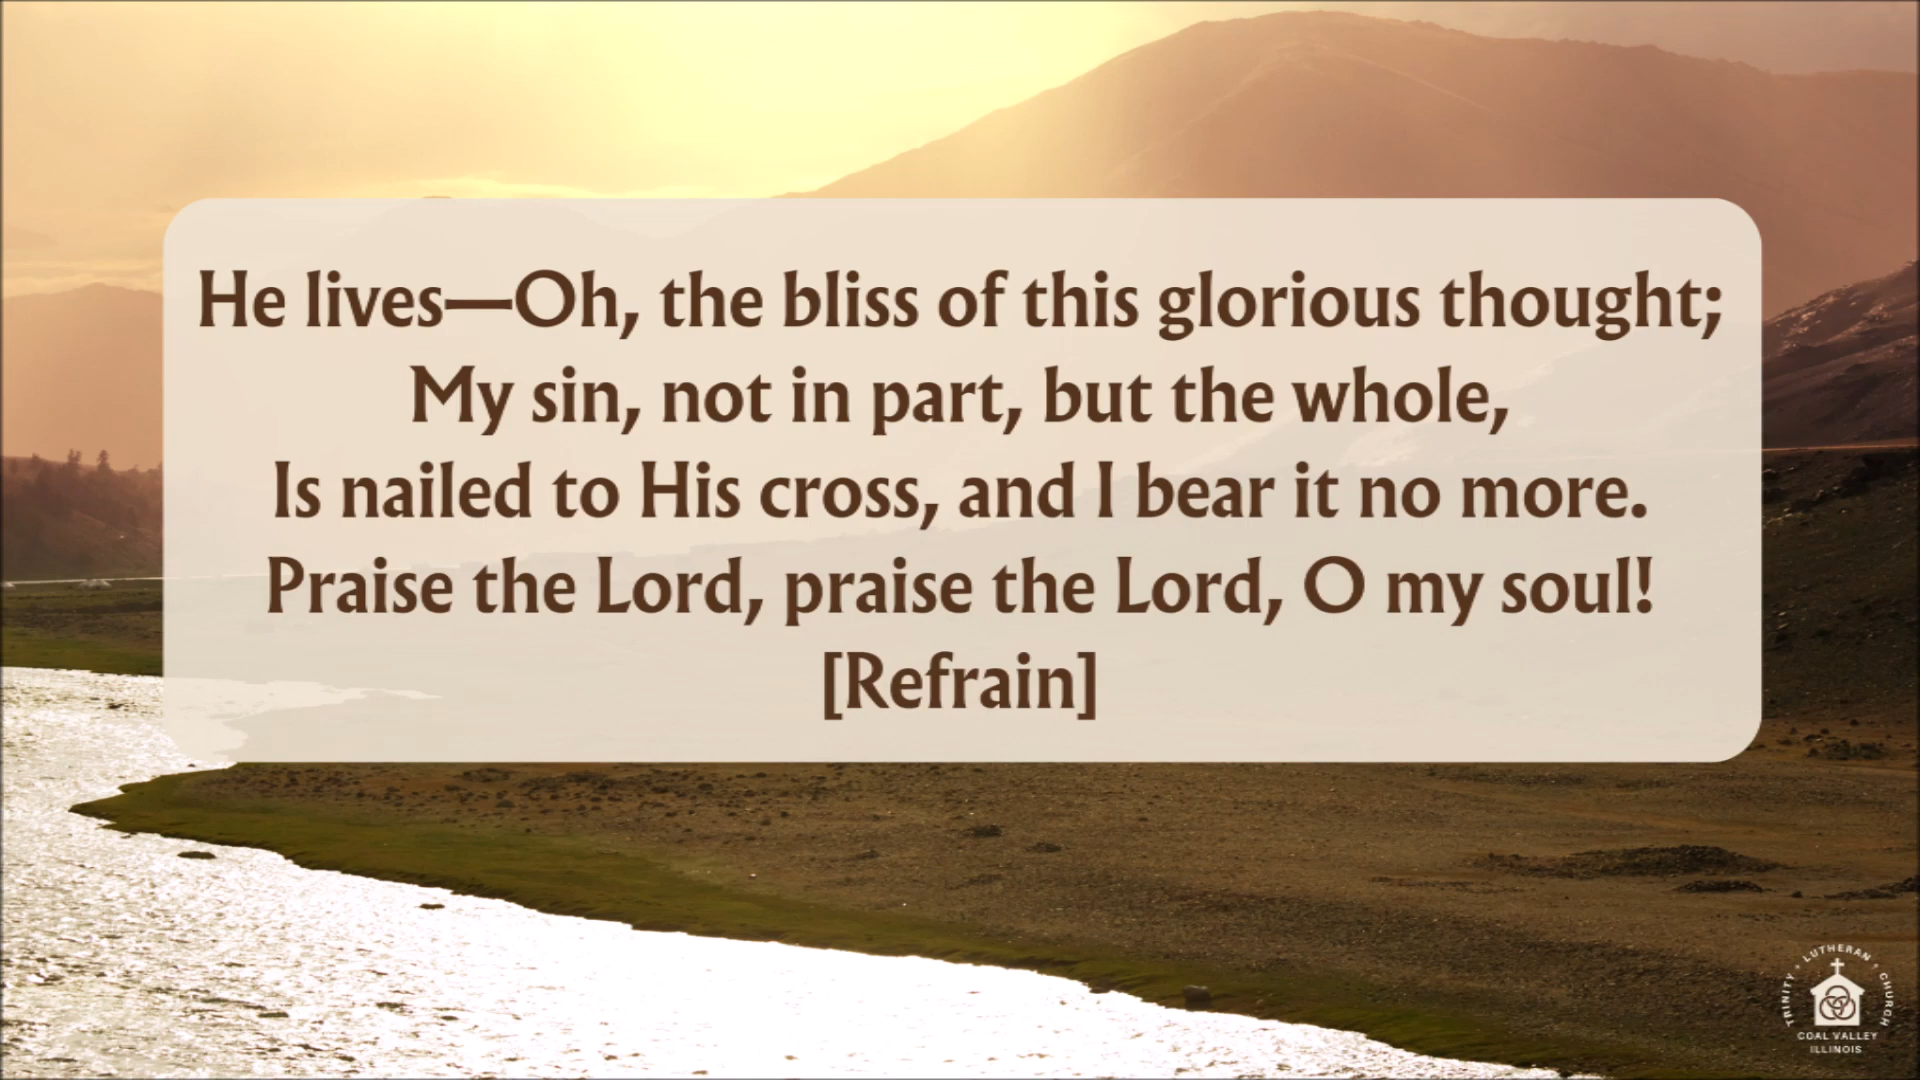 He lives—Oh, the bliss of this glorious thought;
My sin, not in part, but the whole,
Is nailed to His cross, and I bear it no more.
Praise the Lord, praise the Lord, O my soul!
[Refrain]
TRINITY • LUTHERAN • CHURCH
COAL VALLEY
ILLINOIS